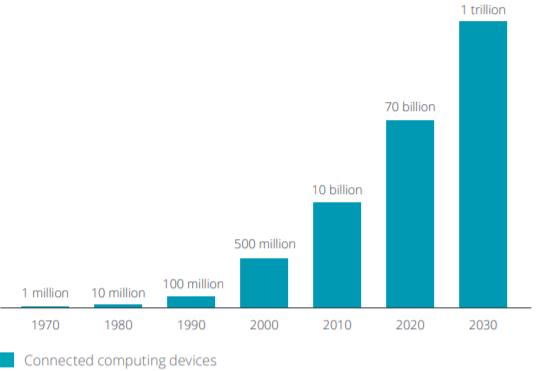 1 trillion
70 billion
10 billion
500 million
100 million
1 million 10 million
1970 1980 1990 2000 2010 2020 2030
Connected computing devices